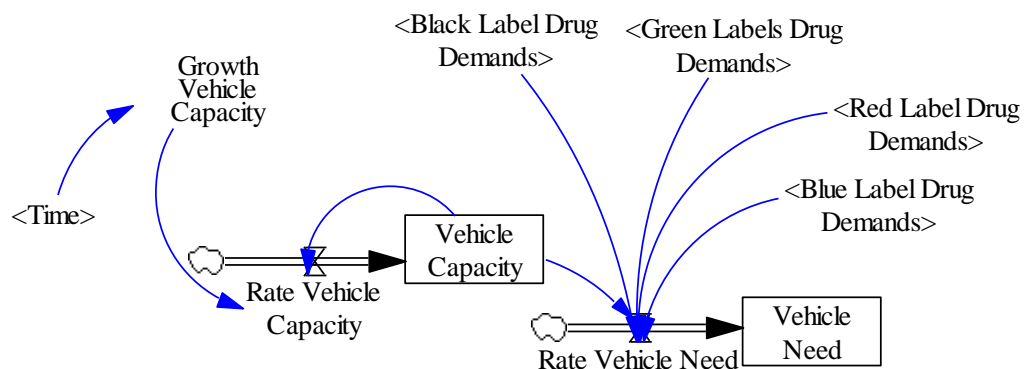 <Black Label Drug
Demands>
<Green Labels Drug
Demands>
Growth
Vehicle
Capacity
<Red Label Drug
Demands>
<Time>
<Blue Label Drug
Demands>
Vehicle
Capacity
Rate Vehicle
Capacity
Vehicle
Need
Rate Vehicle Need